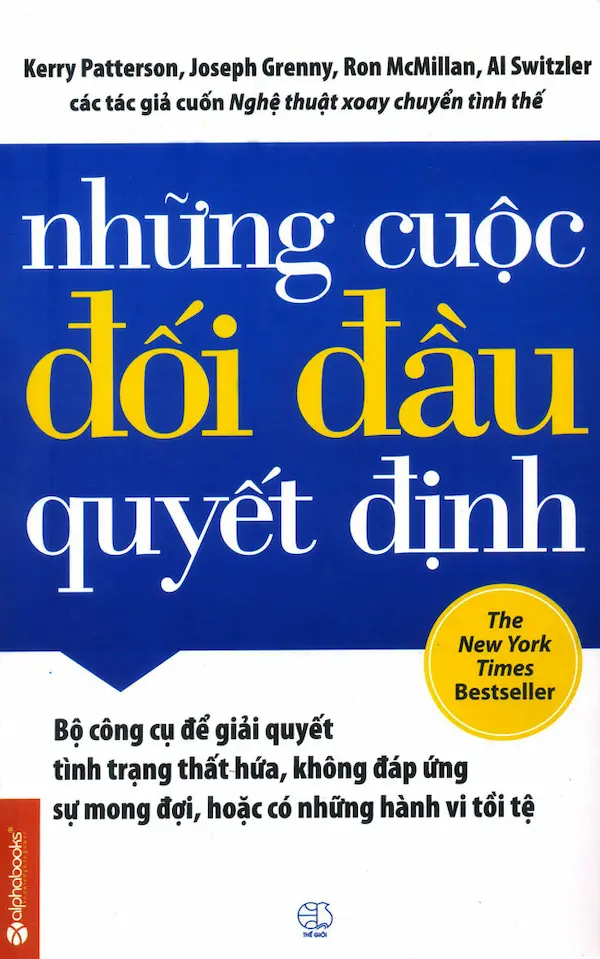 Kerry Patterson, Joseph Grenny, Ron McMillan, Al Switzler
các tác giả cuốn Nghệ thuật xoay chuyển tình thế
những cuộc
đối đầu
quyết định
The
New York
Times
Bestseller
Bộ công cụ để giải quyết
tình trạng thất hứa, không đáp ứng
sự mong đợi, hoặc có những hành vi tồi tệ
alphabooks®
THẾ GIỚI